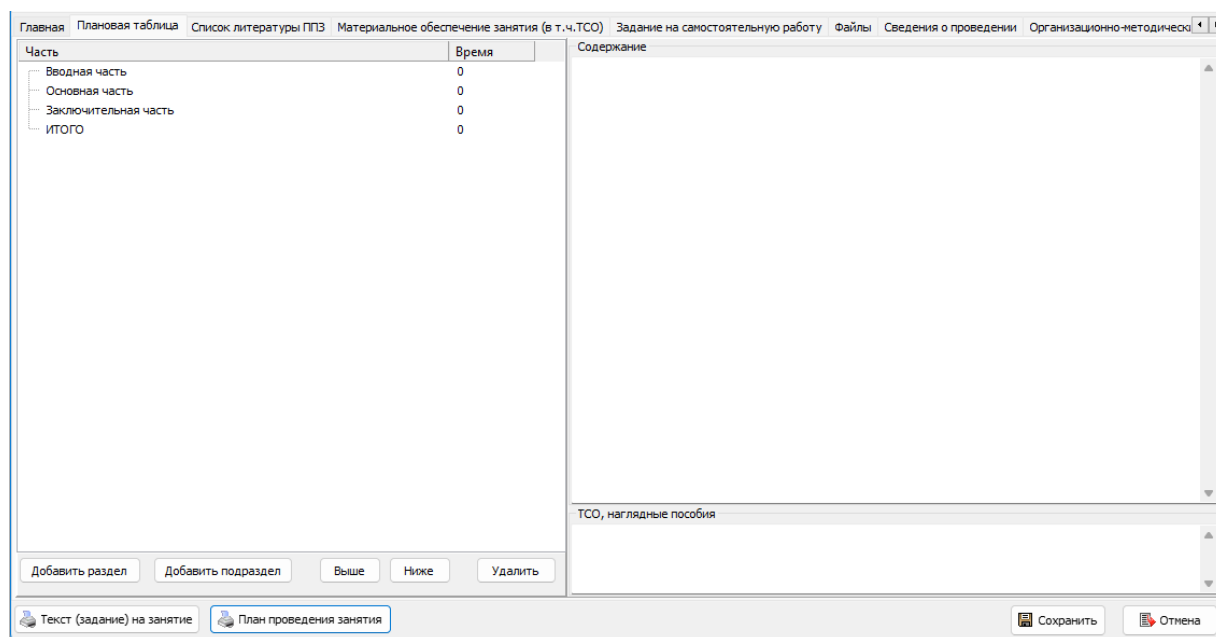 Главная Плановая таблица Список литературы ППЗ Материальное обеспечение занятия (в т.ч.ТСО) Задание на самостоятельную работу Файлы Сведения о проведении Организационно-методически
Часть Время
Содержание
Вводная часть 0
Основная часть 0
Заключительная часть 0
ИТОГО 0
ТСО, наглядные пособия
Добавить раздел Добавить подраздел Выше Ниже Удалить
Текст (задание) на занятие План проведения занятия Сохранить Отмена